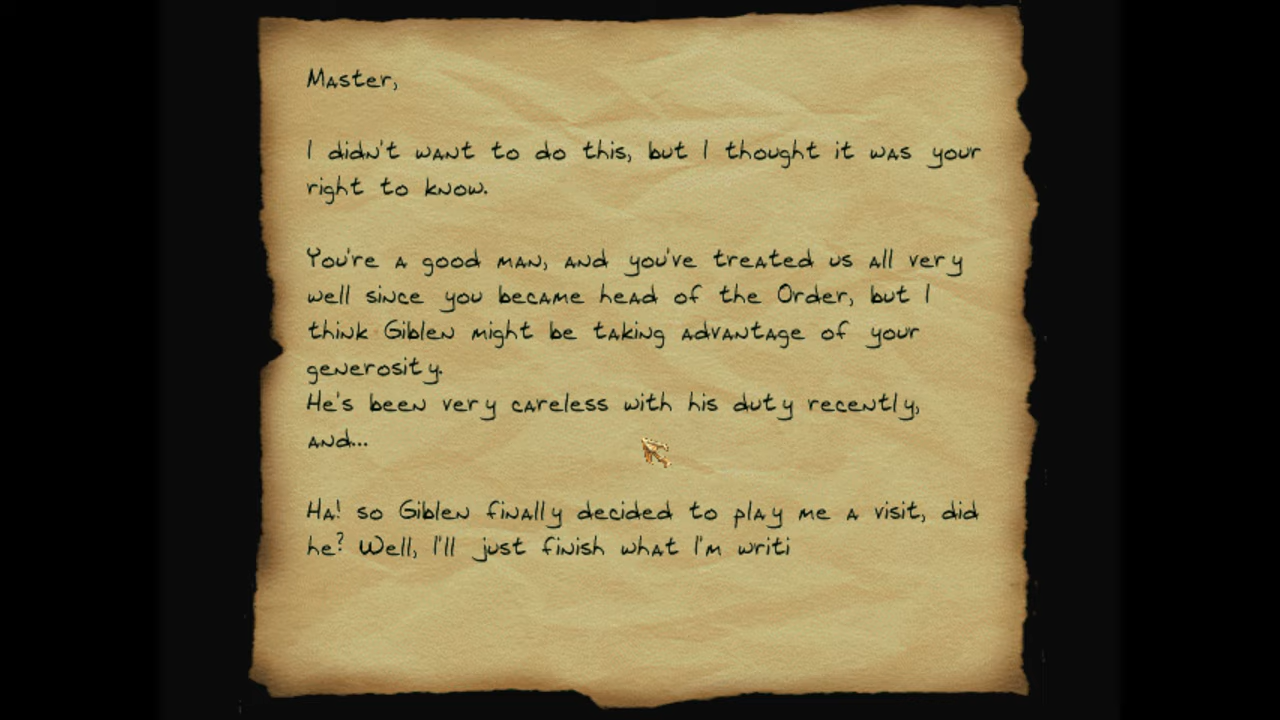 Master,
I didn't want to do this, but I thought it was your
right to know.
You're a good man, and you've treated us all very
well since you became head of the Order, but I
think Giblen might be taking advantage of your
generosity.
He's been very careless with his duty recently,
and...
Ha! so Giblen finally decided to play me a visit, did
he? Well, I'll just finish what I'm writi